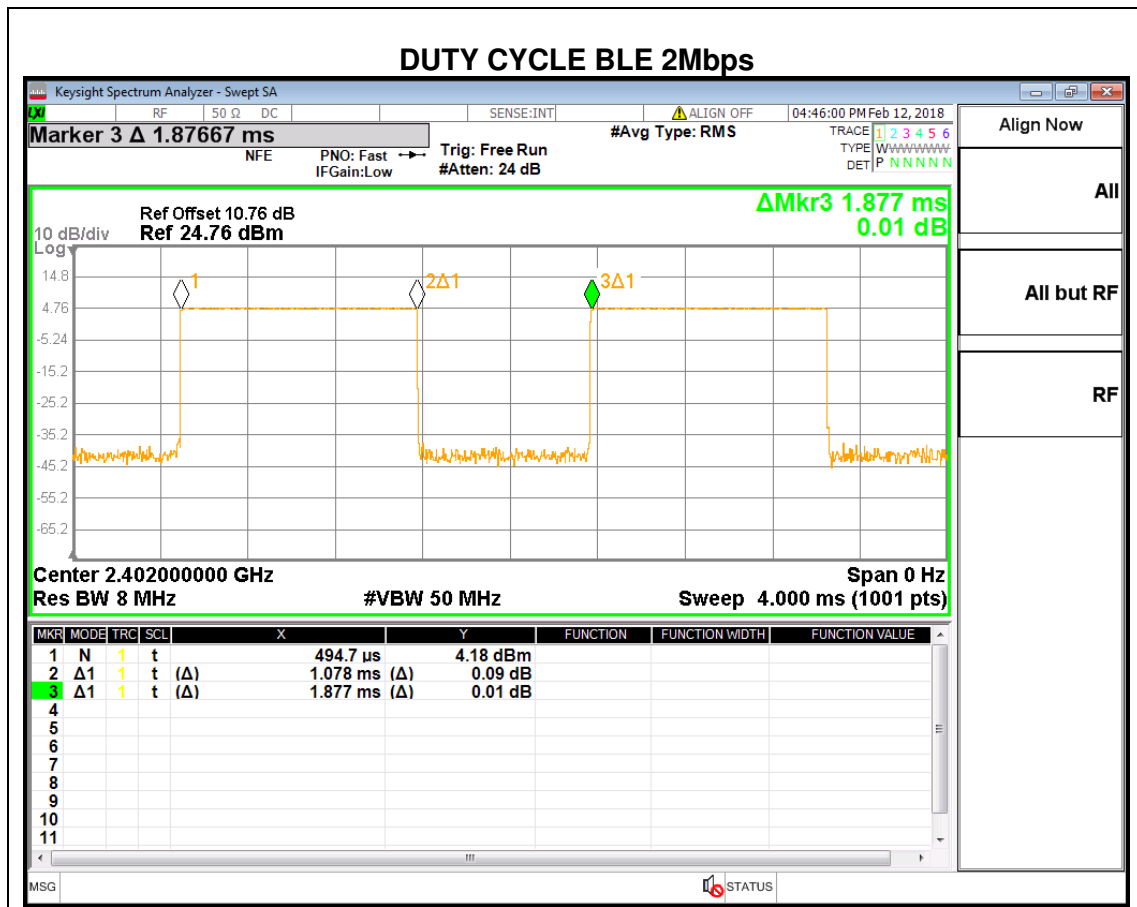 DUTY CYCLE BLE 2Mbps
Keysight Spectrum Analyzer - Swept SA
LXI RF 50 Ω DC SENSE:INT ALIGN OFF 04:46:00 PM Feb 12, 2018
Marker 3 Δ 1.87667 ms #Avg Type: RMS TRACE 1 2 3 4 5 6
NFE PNO: Fast Trig: Free Run TYPE WWWWWW
IFGain:Low #Atten: 24 dB DET P N N N N N
Align Now
All
All but RF
RF
ΔMkr3 1.877 ms
0.01 dB
Ref Offset 10.76 dB
10 dB/div Ref 24.76 dBm
Log
14.8
4.76
-5.24
-15.2
-25.2
-35.2
-45.2
-55.2
-65.2
1 2Δ1 3Δ1
Center 2.402000000 GHz Span 0 Hz
Res BW 8 MHz #VBW 50 MHz Sweep 4.000 ms (1001 pts)
MKR MODE TRC SCL X Y FUNCTION FUNCTION WIDTH FUNCTION VALUE
1 N 1 t 494.7 µs 4.18 dBm
2 Δ1 1 t (Δ) 1.078 ms (Δ) 0.09 dB
3 Δ1 1 t (Δ) 1.877 ms (Δ) 0.01 dB
4
5
6
7
8
9
10
11
MSG STATUS